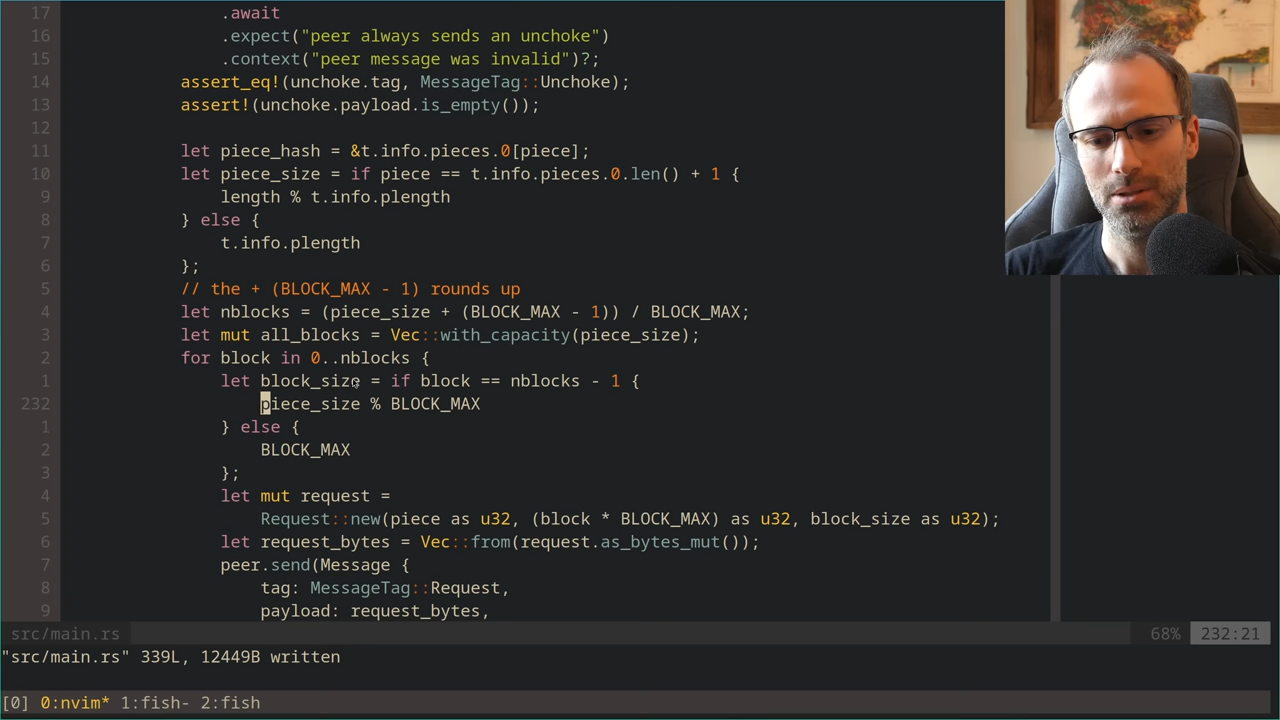 17 .await
16 .expect("peer always sends an unchoke")
15 .context("peer message was invalid")?;
14 assert_eq!(unchoke.tag, MessageTag::Unchoke);
13 assert!(unchoke.payload.is_empty());
12
11 let piece_hash = &t.info.pieces.0[piece];
10 let piece_size = if piece == t.info.pieces.0.len() + 1 {
9 length % t.info.plength
8 } else {
7 t.info.plength
6 };
5 // the + (BLOCK_MAX - 1) rounds up
4 let nblocks = (piece_size + (BLOCK_MAX - 1)) / BLOCK_MAX;
3 let mut all_blocks = Vec::with_capacity(piece_size);
2 for block in 0..nblocks {
1 let block_size = if block == nblocks - 1 {
232 piece_size % BLOCK_MAX
1 } else {
2 BLOCK_MAX
3 };
4 let mut request =
5 Request::new(piece as u32, (block * BLOCK_MAX) as u32, block_size as u32);
6 let request_bytes = Vec::from(request.as_bytes_mut());
7 peer.send(Message {
8 tag: MessageTag::Request,
9 payload: request_bytes,
src/main.rs 68% 232:21
"src/main.rs" 339L, 12449B written
[0] 0:nvim* 1:fish- 2:fish